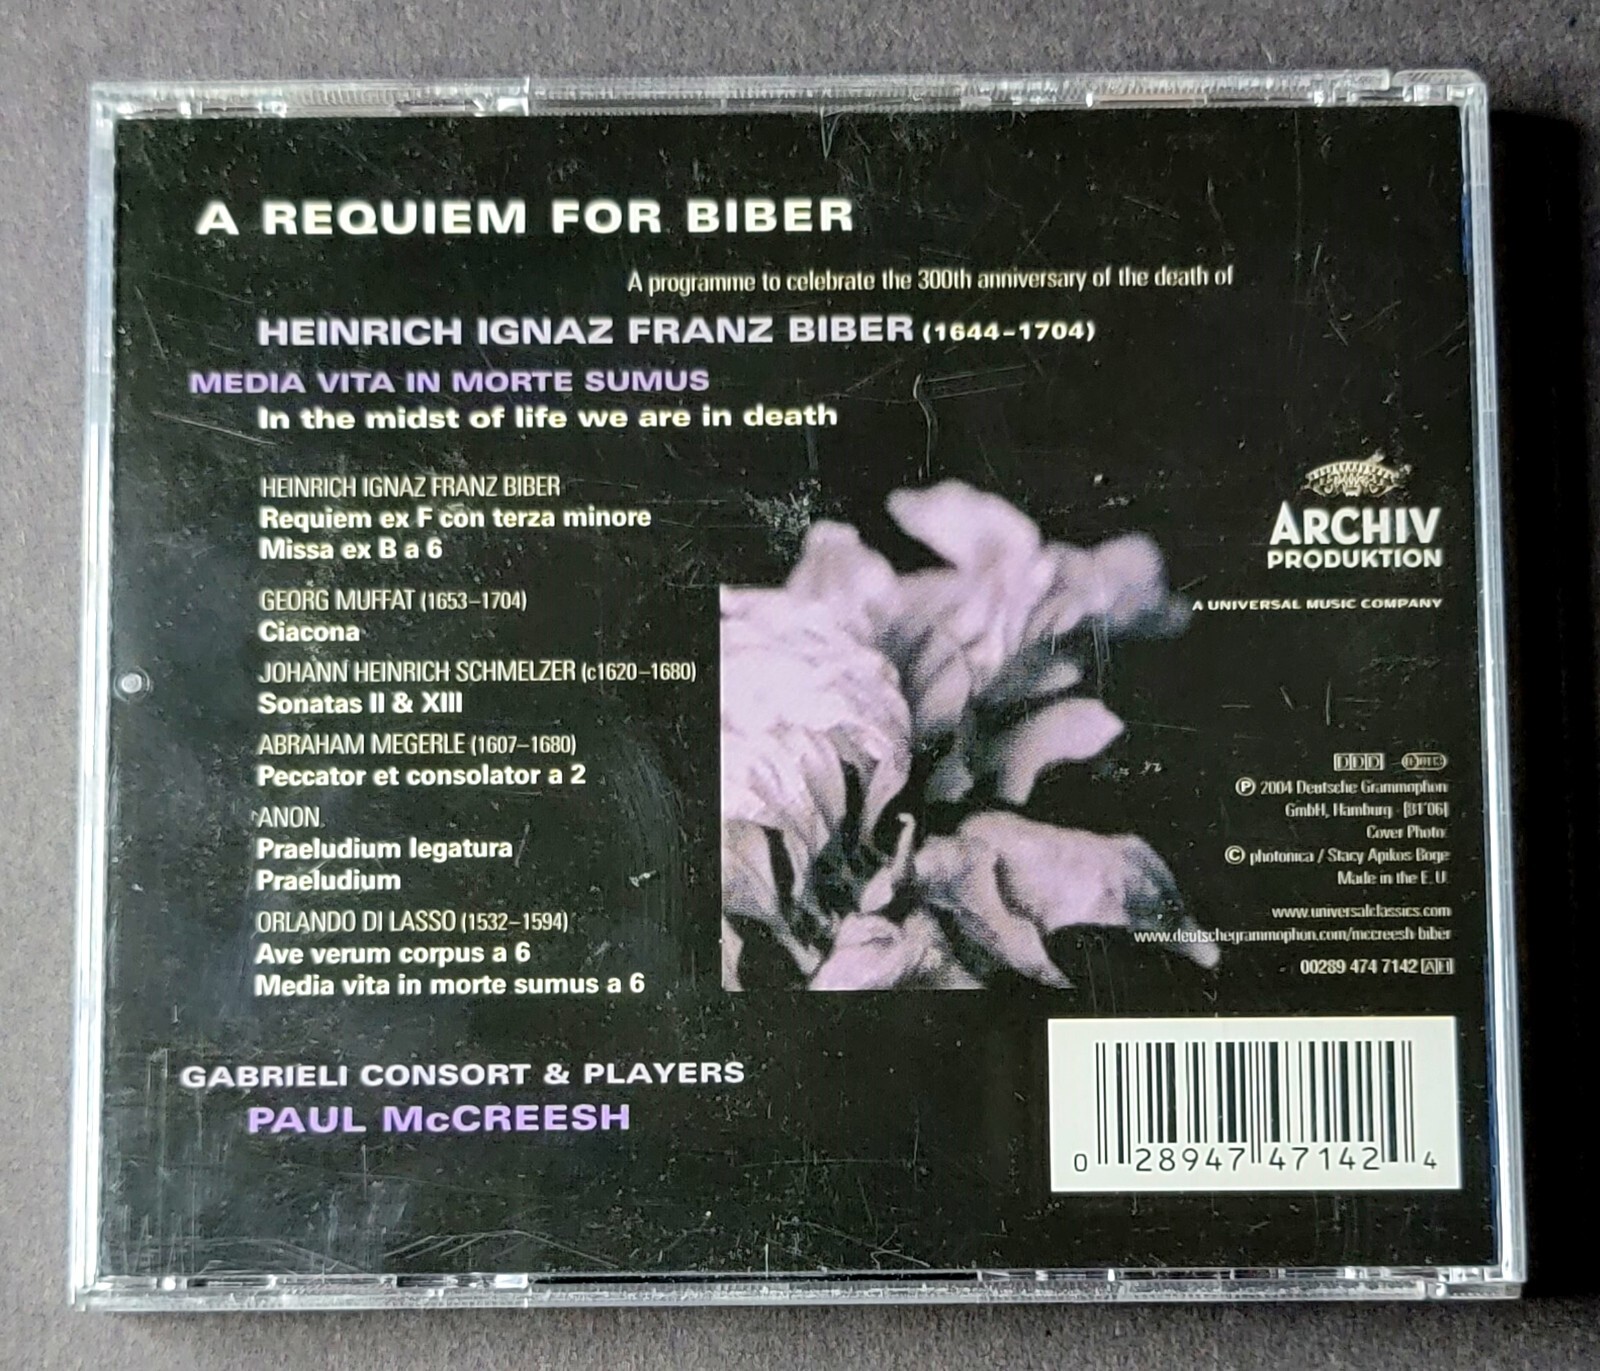 A REQUIEM FOR BIBER
A programme to celebrate the 300th anniversary of the death of
HEINRICH IGNAZ FRANZ BIBER (1644–1704)
MEDIA VITA IN MORTE SUMUS
In the midst of life we are in death
HEINRICH IGNAZ FRANZ BIBER
Requiem ex F con terza minore
Missa ex B a 6
GEORG MUFFAT (1653–1704)
Ciacona
JOHANN HEINRICH SCHMELZER (c1620–1680)
Sonatas II & XIII
ABRAHAM MEGERLE (1607–1680)
Peccator et consolator a 2
ANON
Praeludium legatura
Praeludium
ORLANDO DI LASSO (1532–1594)
Ave verum corpus a 6
Media vita in morte sumus a 6
GABRIELI CONSORT & PLAYERS
PAUL McCREESH
ARCHIV
PRODUKTION
A UNIVERSAL MUSIC COMPANY
DDD
℗ 2004 Deutsche Grammophon
GmbH, Hamburg · [81'06]
Cover Photo:
© photonica / Stacy Apikos Boge
Made in the E.U.
www.universalclassics.com
www.deutschegrammophon.com/mccreesh-biber
00289 474 7142
0 28947 47142 4